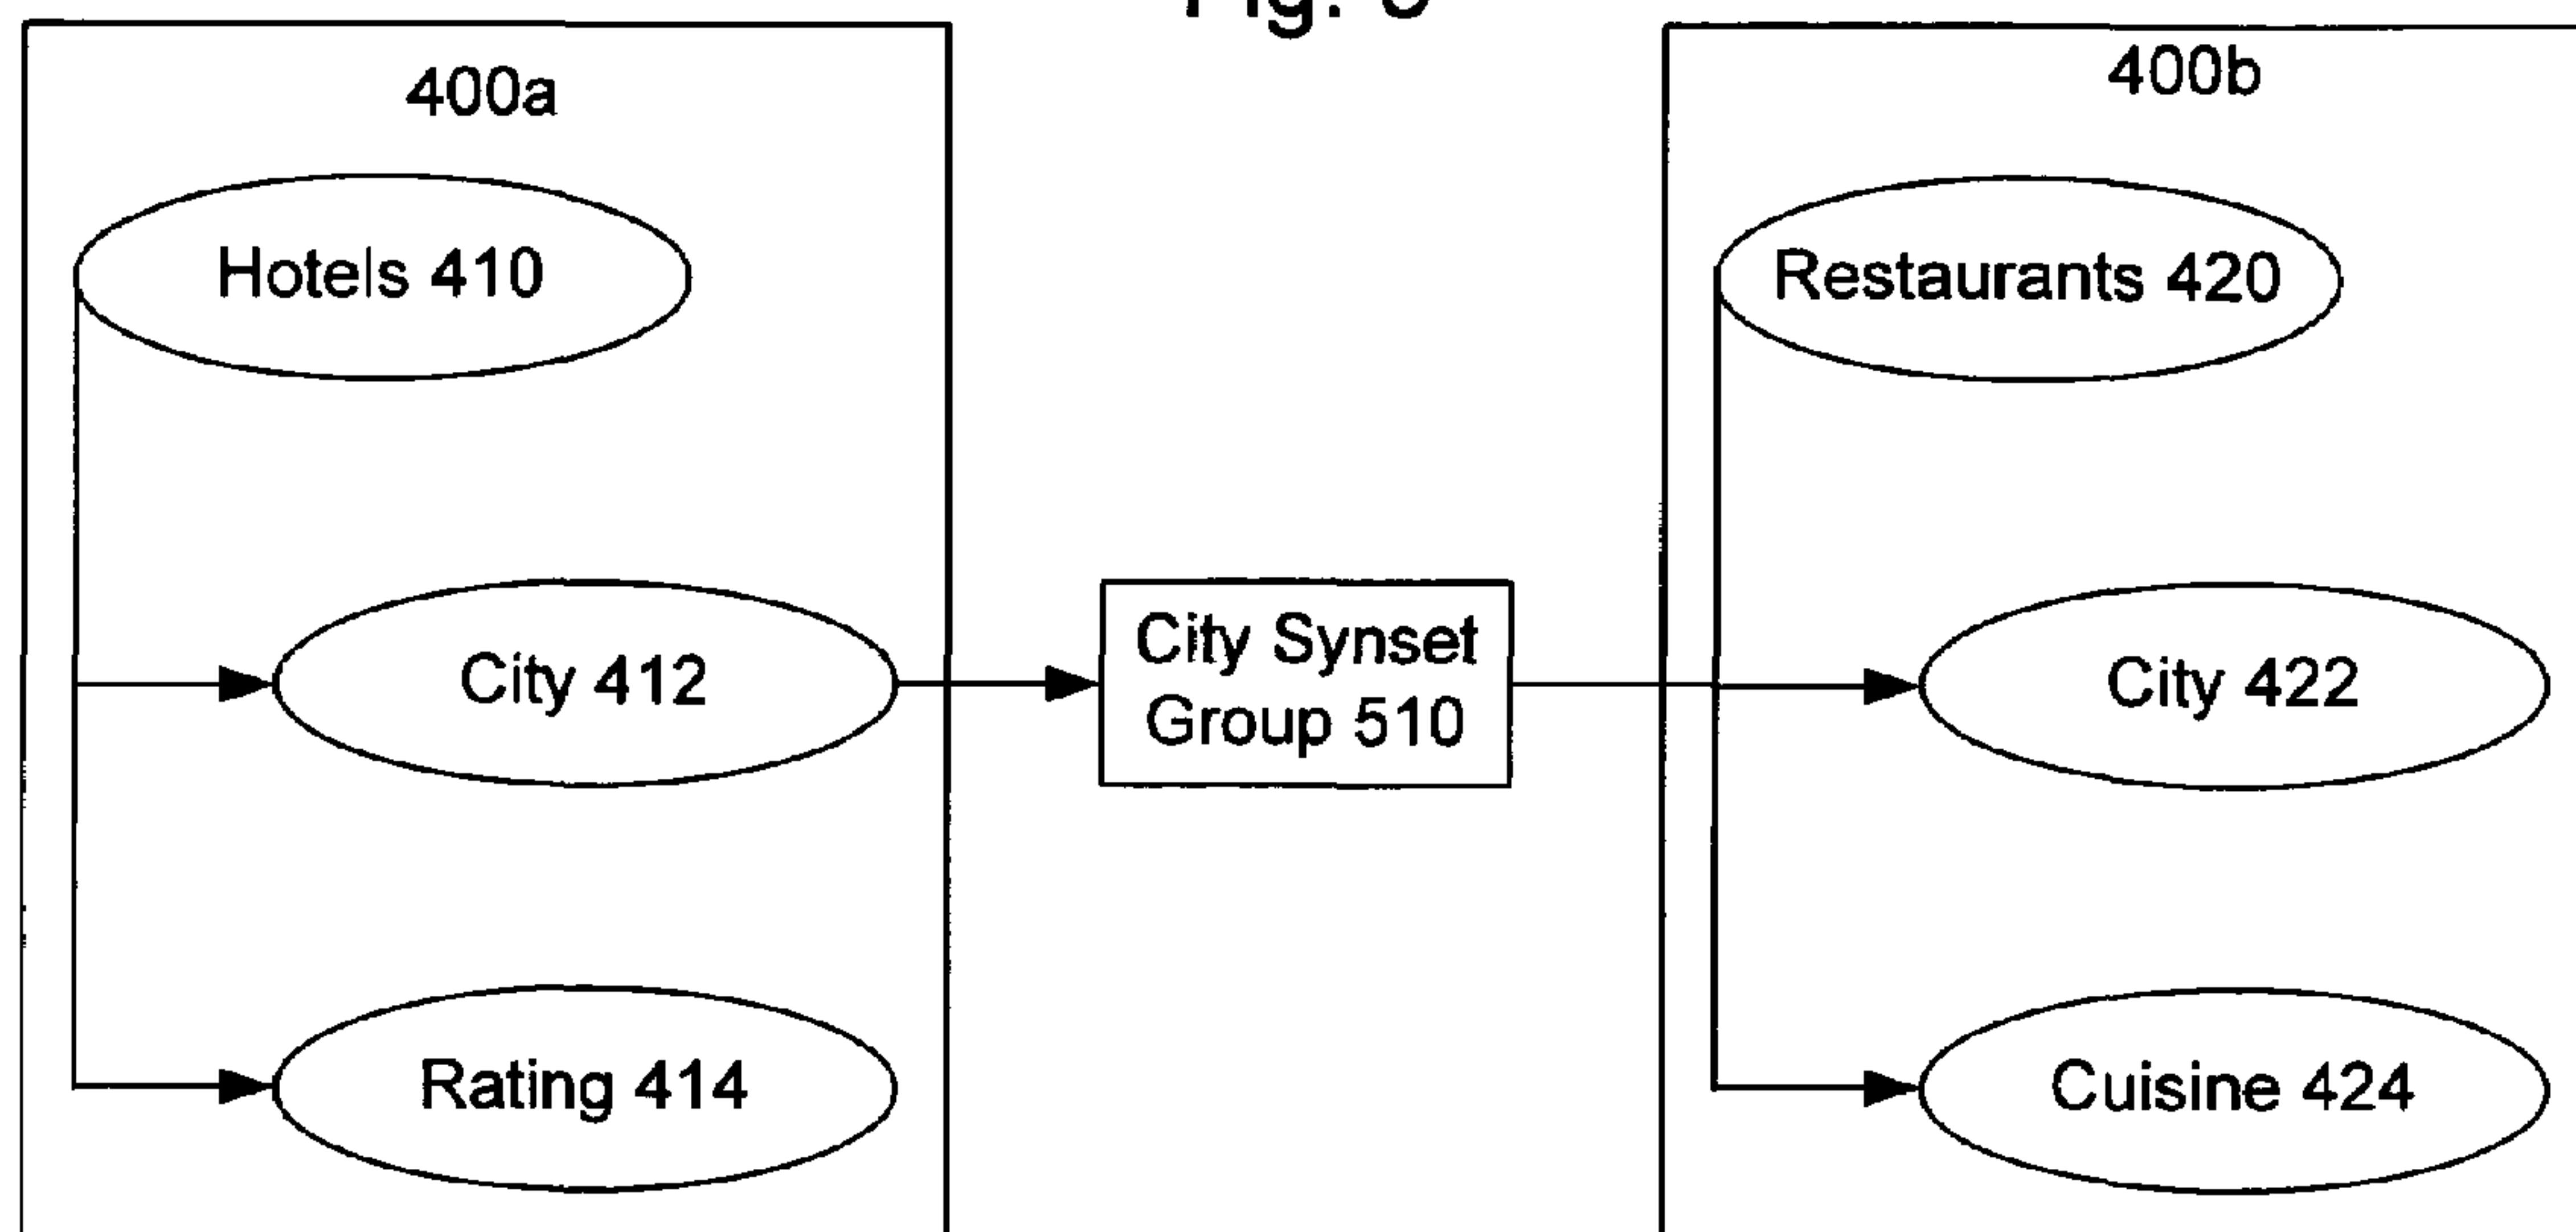 400a
400b
Hotels 410
Restaurants 420
City 412
City Synset
Group 510
City 422
Rating 414
Cuisine 424